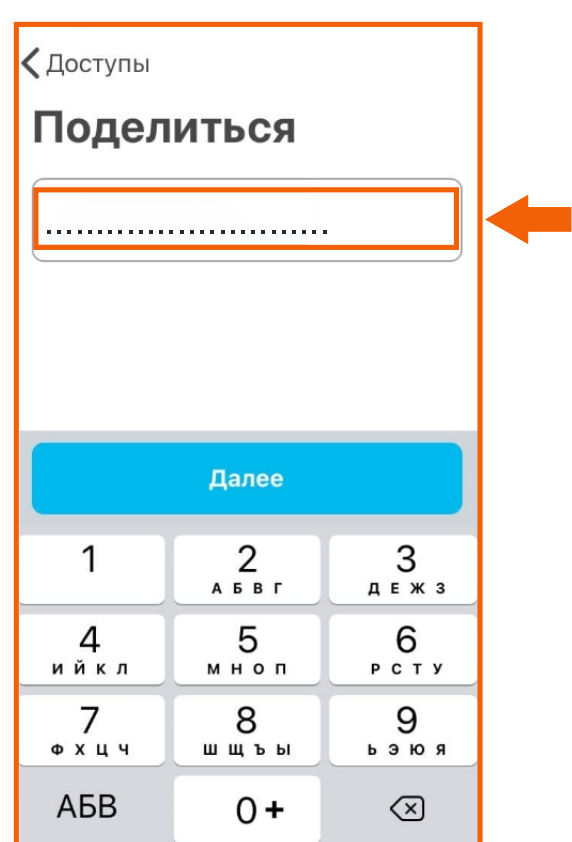 Доступы
Поделиться
............................
Далее
1
2
3
А Б В Г
Д Е Ж З
4
5
6
И Й К Л
М Н О П
Р С Т У
7
8
9
Ф Х Ц Ч
Ш Щ Ъ Ы
Ь Э Ю Я
АБВ
0 +